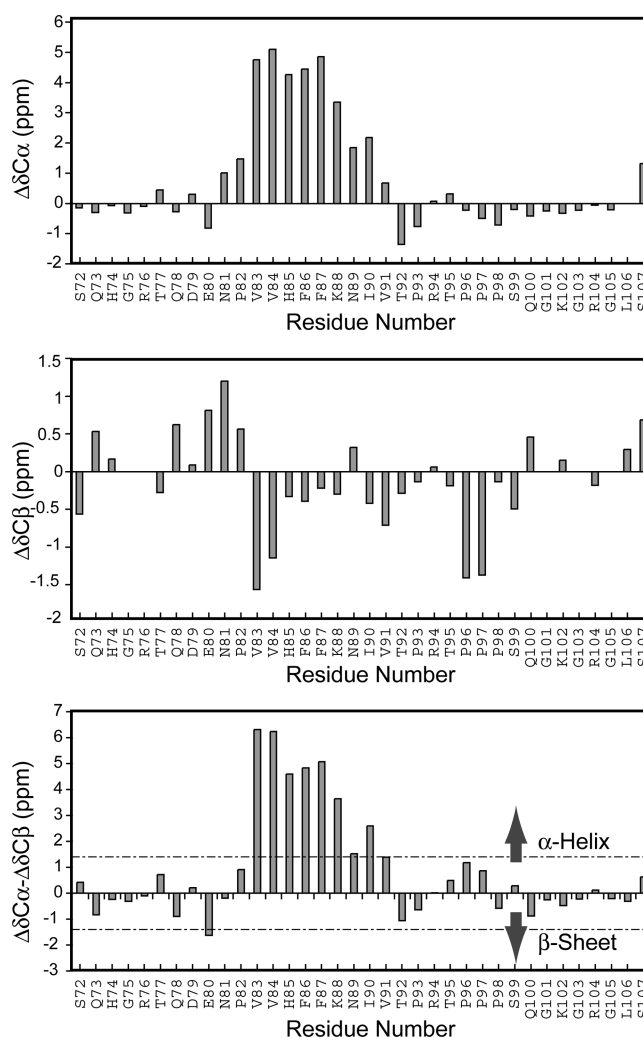 ΔδCα (ppm)
6
5
4
3
2
1
0
-1
-2
S72 Q73 H74 G75 R76 T77 Q78 D79 E80 N81 P82 V83 V84 H85 F86 F87 K88 N89 I90 V91 T92 P93 R94 T95 P96 P97 P98 S99 Q100 G101 K102 G103 R104 G105 L106 S107
Residue Number
ΔδCβ (ppm)
1.5
1
0.5
0
-0.5
-1
-1.5
-2
S72 Q73 H74 G75 R76 T77 Q78 D79 E80 N81 P82 V83 V84 H85 F86 F87 K88 N89 I90 V91 T92 P93 R94 T95 P96 P97 P98 S99 Q100 G101 K102 G103 R104 G105 L106 S107
Residue Number
ΔδCα-ΔδCβ (ppm)
7
6
5
4
3
2
1
0
-1
-2
-3
α-Helix
β-Sheet
S72 Q73 H74 G75 R76 T77 Q78 D79 E80 N81 P82 V83 V84 H85 F86 F87 K88 N89 I90 V91 T92 P93 R94 T95 P96 P97 P98 S99 Q100 G101 K102 G103 R104 G105 L106 S107
Residue Number